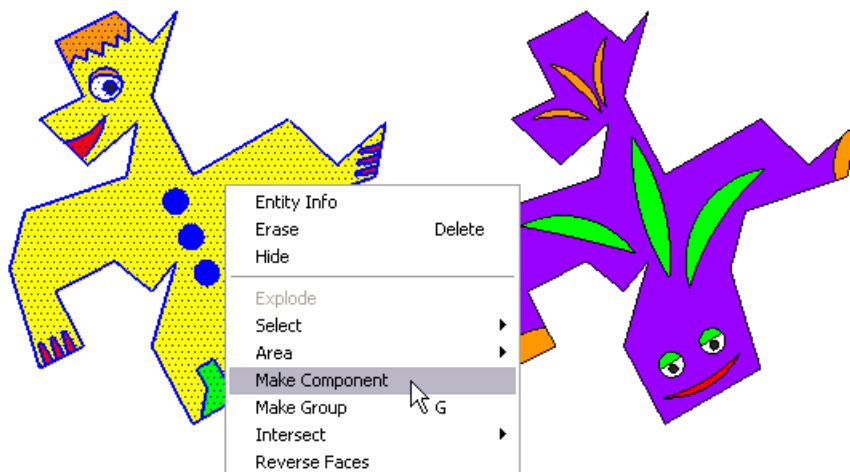 Entity Info
Erase Delete
Hide
Explode
Select
Area
Make Component
Make Group G
Intersect
Reverse Faces